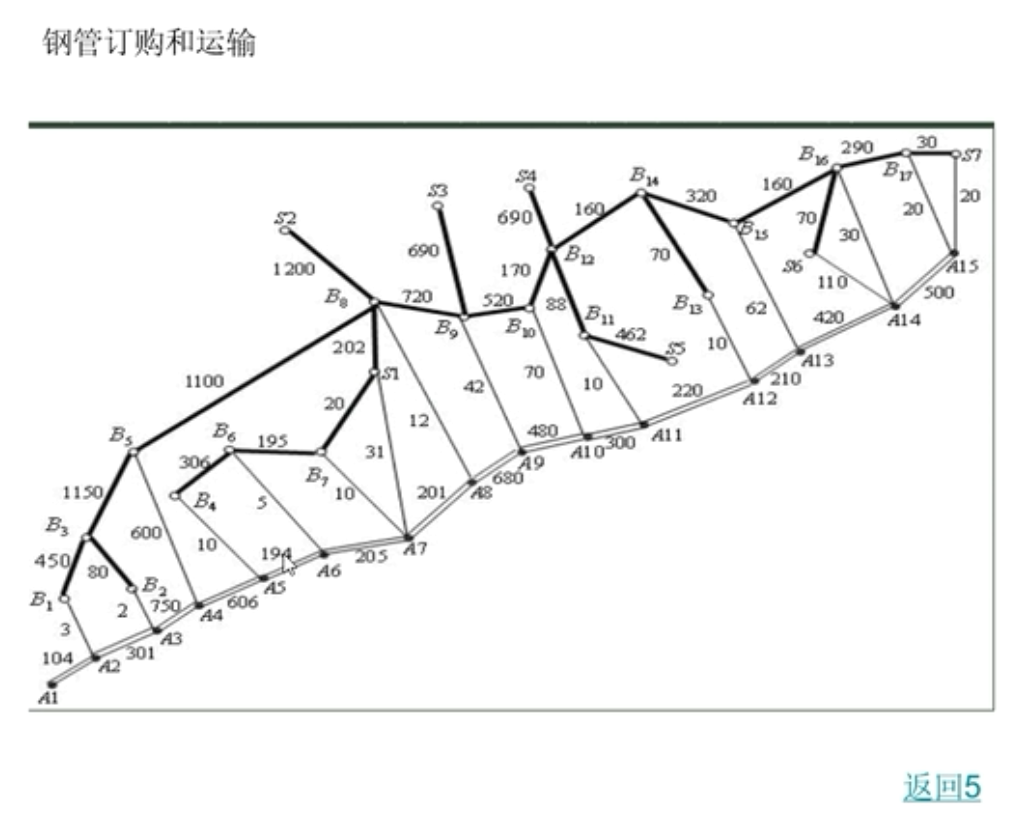 钢管订购和运输
30
290
B16
S7
B17
S4
B14
160
20
S3
320
20
690
160
70
S2
B15
30
690
B12
70
S6
A15
1200
170
110
500
B8
720
520
88
B13
A14
B9
B10
B11
62
420
202
462
S5
10
A13
1100
S1
42
70
10
220
210
20
12
A12
B5
B6
195
480
A11
306
31
A10
300
B7
A9
1150
B4
5
10
201
680
A8
B3
600
10
A7
450
80
194
205
A6
B2
A5
B1
2
750
606
A4
3
A3
104
301
A2
A1
返回5